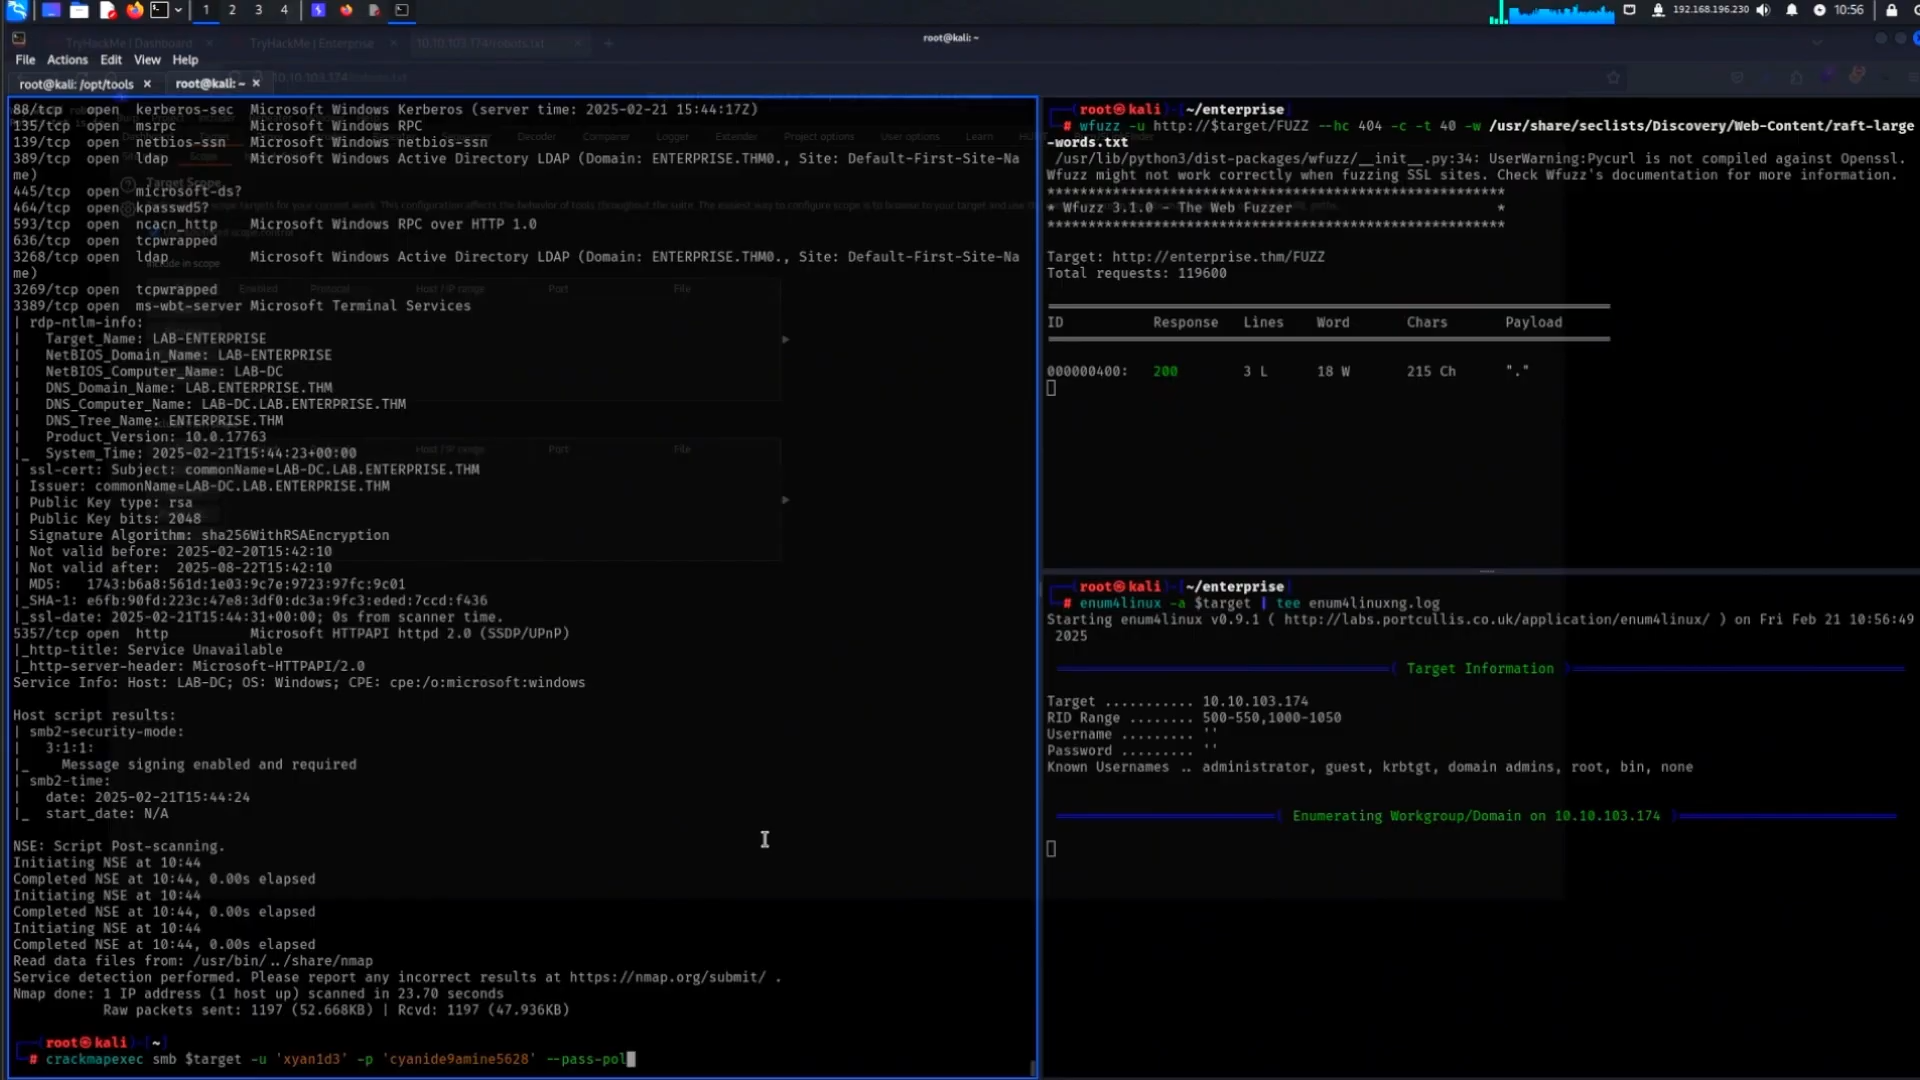 1 2 3 4
192.168.196.230
10:56
TryHackMe | Dashboard × TryHackMe | Enterprise × 10.10.103.174/robots.txt × +
root@kali: ~
File Actions Edit View Help
root@kali: /opt/tools × root@kali: ~ ×
88/tcp open kerberos-sec Microsoft Windows Kerberos (server time: 2025-02-21 15:44:17Z)
135/tcp open msrpc Microsoft Windows RPC
139/tcp open netbios-ssn Microsoft Windows netbios-ssn
389/tcp open ldap Microsoft Windows Active Directory LDAP (Domain: ENTERPRISE.THM0., Site: Default-First-Site-Na
me)
445/tcp open microsoft-ds?
464/tcp open kpasswd5?
593/tcp open ncacn_http Microsoft Windows RPC over HTTP 1.0
636/tcp open tcpwrapped
3268/tcp open ldap Microsoft Windows Active Directory LDAP (Domain: ENTERPRISE.THM0., Site: Default-First-Site-Na
me)
3269/tcp open tcpwrapped
3389/tcp open ms-wbt-server Microsoft Terminal Services
| rdp-ntlm-info:
| Target_Name: LAB-ENTERPRISE
| NetBIOS_Domain_Name: LAB-ENTERPRISE
| NetBIOS_Computer_Name: LAB-DC
| DNS_Domain_Name: LAB.ENTERPRISE.THM
| DNS_Computer_Name: LAB-DC.LAB.ENTERPRISE.THM
| DNS_Tree_Name: ENTERPRISE.THM
| Product_Version: 10.0.17763
|_ System_Time: 2025-02-21T15:44:23+00:00
| ssl-cert: Subject: commonName=LAB-DC.LAB.ENTERPRISE.THM
| Issuer: commonName=LAB-DC.LAB.ENTERPRISE.THM
| Public Key type: rsa
| Public Key bits: 2048
| Signature Algorithm: sha256WithRSAEncryption
| Not valid before: 2025-02-20T15:42:10
| Not valid after: 2025-08-22T15:42:10
| MD5: 1743:b6a8:561d:1e03:9c7e:9723:97fc:9c01
|_SHA-1: e6fb:90fd:223c:47e8:3df0:dc3a:9fc3:eded:7ccd:f436
|_ssl-date: 2025-02-21T15:44:31+00:00; 0s from scanner time.
5357/tcp open http Microsoft HTTPAPI httpd 2.0 (SSDP/UPnP)
|_http-title: Service Unavailable
|_http-server-header: Microsoft-HTTPAPI/2.0
Service Info: Host: LAB-DC; OS: Windows; CPE: cpe:/o:microsoft:windows
Host script results:
| smb2-security-mode:
| 3:1:1:
|_ Message signing enabled and required
| smb2-time:
| date: 2025-02-21T15:44:24
|_ start_date: N/A
NSE: Script Post-scanning.
Initiating NSE at 10:44
Completed NSE at 10:44, 0.00s elapsed
Initiating NSE at 10:44
Completed NSE at 10:44, 0.00s elapsed
Initiating NSE at 10:44
Completed NSE at 10:44, 0.00s elapsed
Read data files from: /usr/bin/../share/nmap
Service detection performed. Please report any incorrect results at https://nmap.org/submit/ .
Nmap done: 1 IP address (1 host up) scanned in 23.70 seconds
Raw packets sent: 1197 (52.668KB) | Rcvd: 1197 (47.936KB)
root@kali ~
# crackmapexec smb $target -u 'xyan1d3' -p 'cyanide9amine5628' --pass-pol
root@kali ~/enterprise
# wfuzz -u http://$target/FUZZ --hc 404 -c -t 40 -w /usr/share/seclists/Discovery/Web-Content/raft-large
-words.txt
/usr/lib/python3/dist-packages/wfuzz/__init__.py:34: UserWarning:Pycurl is not compiled against Openssl.
Wfuzz might not work correctly when fuzzing SSL sites. Check Wfuzz's documentation for more information.
********************************************************
* Wfuzz 3.1.0 - The Web Fuzzer *
********************************************************
Target: http://enterprise.thm/FUZZ
Total requests: 119600
ID Response Lines Word Chars Payload
000000400: 200 3 L 18 W 215 Ch "."
root@kali ~/enterprise
# enum4linux -a $target | tee enum4linuxng.log
Starting enum4linux v0.9.1 ( http://labs.portcullis.co.uk/application/enum4linux/ ) on Fri Feb 21 10:56:49
2025
( Target Information )
Target ........... 10.10.103.174
RID Range ........ 500-550,1000-1050
Username ......... ''
Password ......... ''
Known Usernames .. administrator, guest, krbtgt, domain admins, root, bin, none
( Enumerating Workgroup/Domain on 10.10.103.174 )